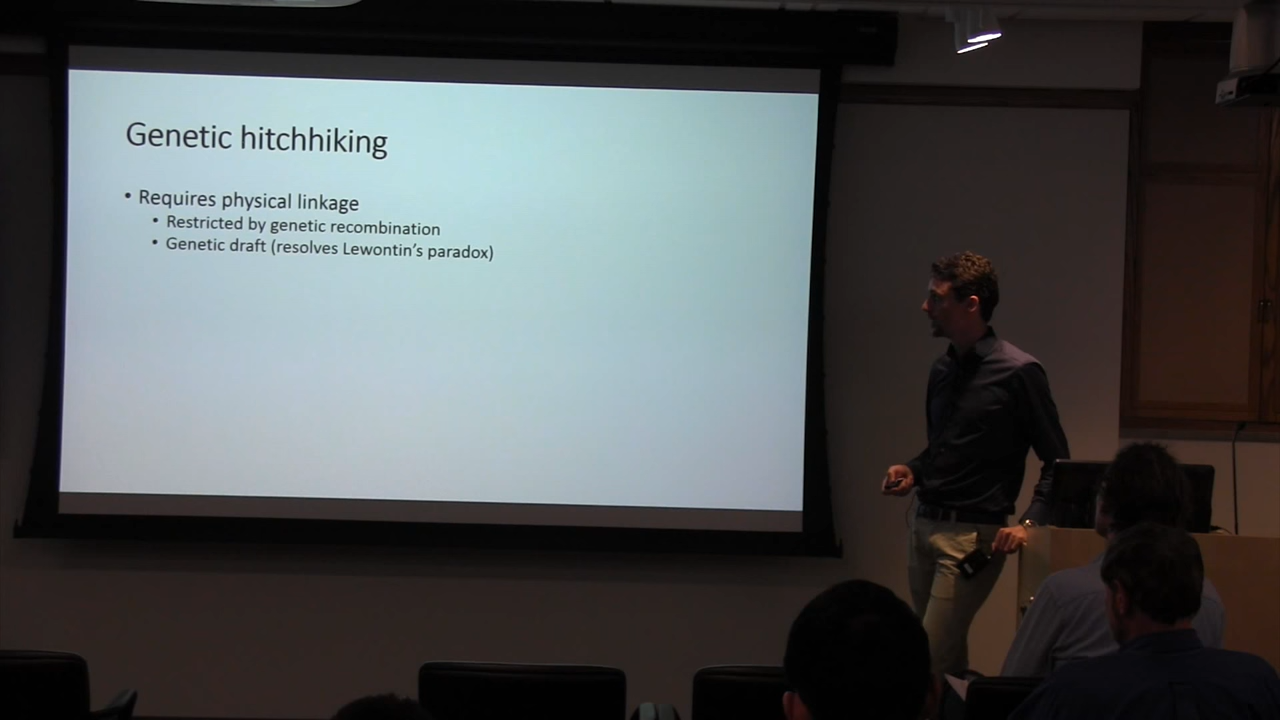 Genetic hitchhiking
• Requires physical linkage
• Restricted by genetic recombination
• Genetic draft (resolves Lewontin's paradox)